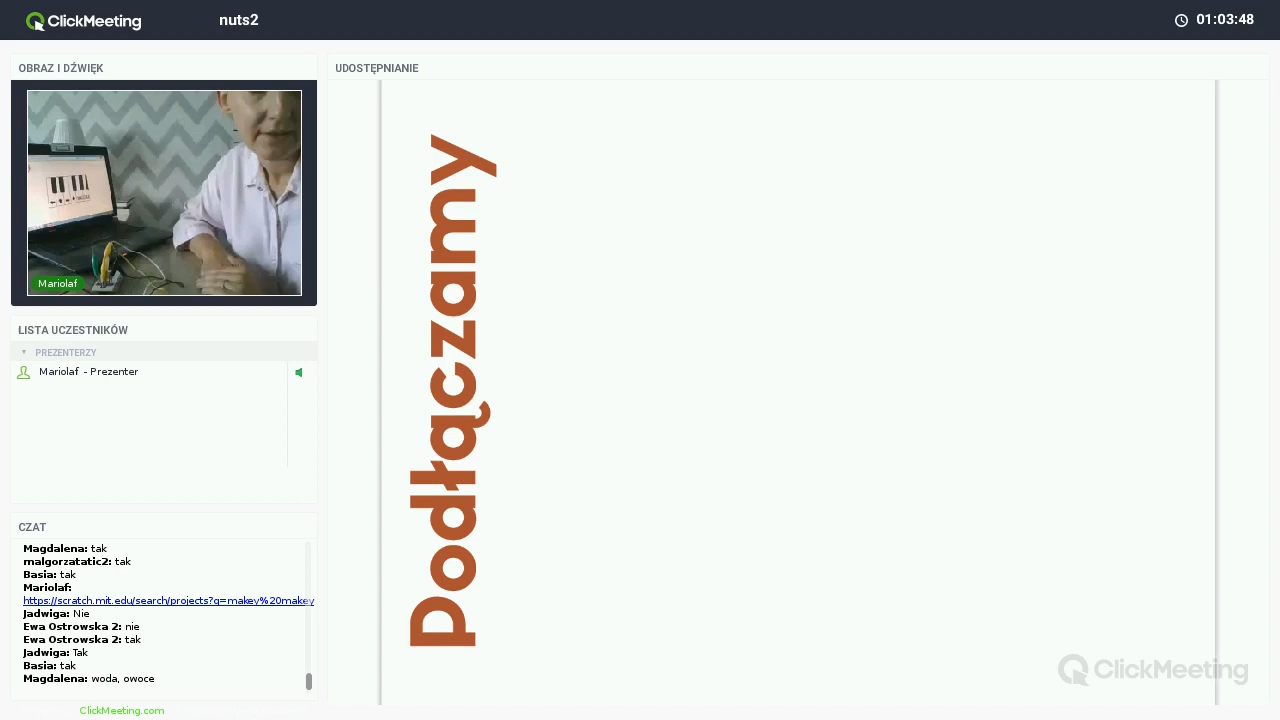 ClickMeeting
nuts2
01:03:48
OBRAZ I DŹWIĘK
Mariolaf
LISTA UCZESTNIKÓW
PREZENTERZY
Mariolaf - Prezenter
CZAT
Magdalena: tak
malgorzatatic2: tak
Basia: tak
Mariolaf:
https://scratch.mit.edu/search/projects?q=makey%20makey
Jadwiga: Nie
Ewa Ostrowska 2: nie
Ewa Ostrowska 2: tak
Jadwiga: Tak
Basia: tak
Magdalena: woda, owoce
ClickMeeting.com
UDOSTĘPNIANIE
Podłączamy
ClickMeeting